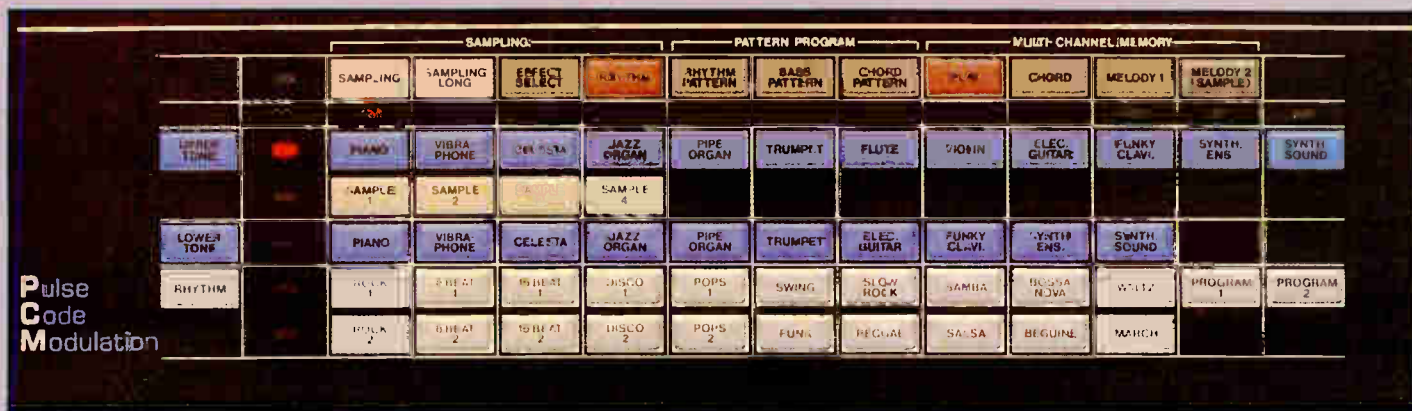 SAMPLING PATTERN PROGRAM MULTI CHANNEL MEMORY
SAMPLING SAMPLING LONG EFFECT SELECT RHYTHM RHYTHM PATTERN BASS PATTERN CHORD PATTERN PLAY CHORD MELODY 1 MELODY 2 (SAMPLE)
UPPER TONE PIANO VIBRA-PHONE CELESTA JAZZ ORGAN PIPE ORGAN TRUMPET FLUTE VIOLIN ELEC. GUITAR FUNKY CLAVI. SYNTH. ENS SYNTH SOUND
SAMPLE 1 SAMPLE 2 SAMPLE 4
LOWER TONE PIANO VIBRA-PHONE CELESTA JAZZ ORGAN PIPE ORGAN TRUMPET ELEC. GUITAR FUNKY CLAVI. SYNTH ENS. SYNTH SOUND
RHYTHM ROCK 1 8 BEAT 1 16 BEAT 1 DISCO 1 POPS 1 SWING SLOW ROCK SAMBA BOSSA NOVA WALTZ PROGRAM 1 PROGRAM 2
ROCK 2 8 BEAT 2 16 BEAT 2 DISCO 2 POPS 2 FUNK REGGAE SALSA BEGUINE MARCH
Pulse
Code
Modulation